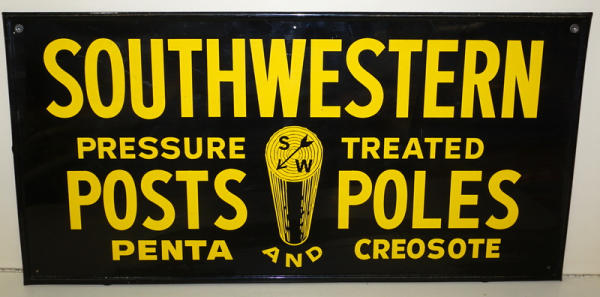 SOUTHWESTERN
PRESSURE TREATED
S W
POSTS POLES
PENTA AND CREOSOTE